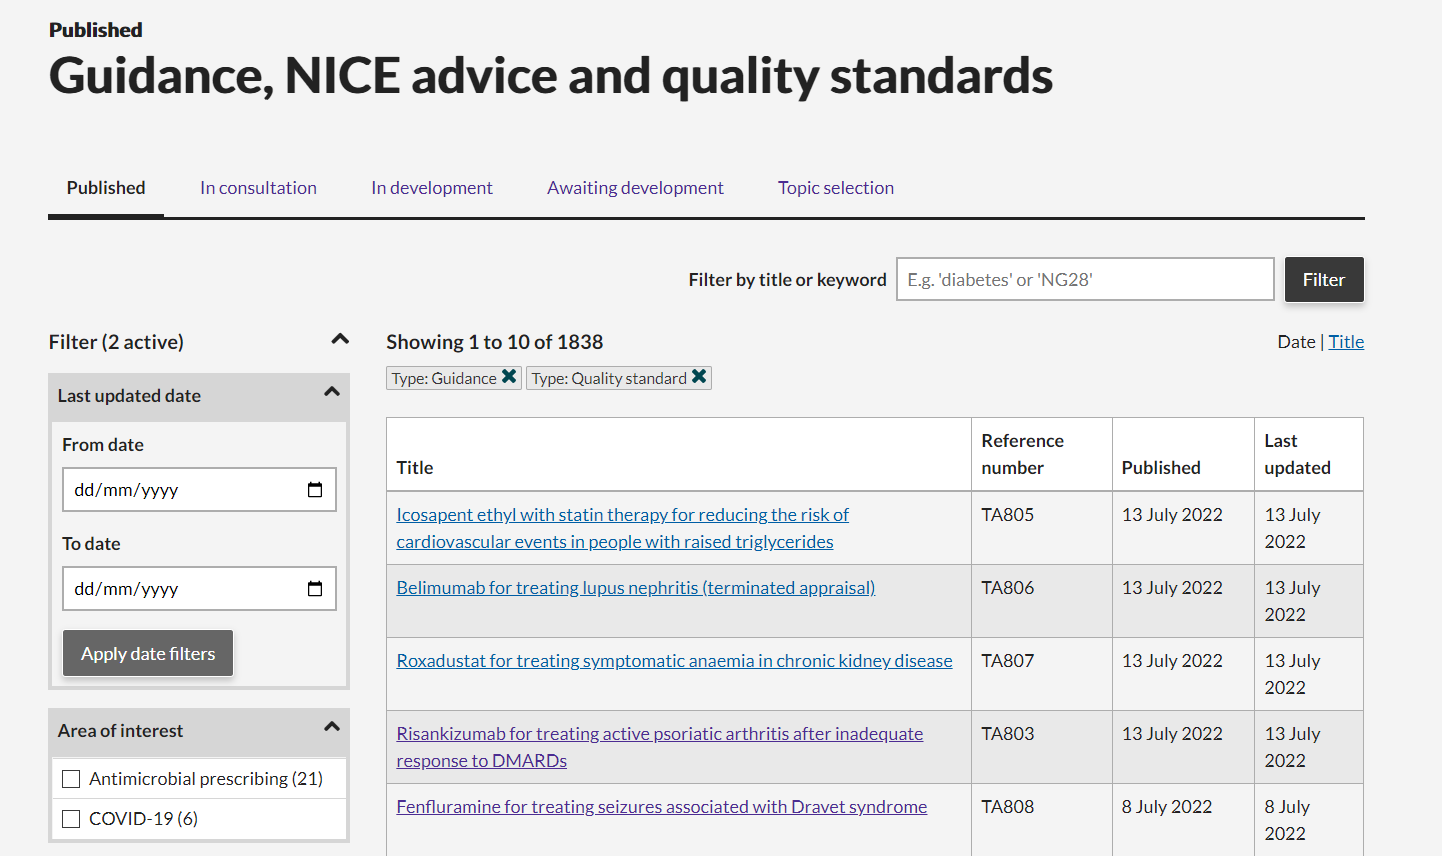 Published
Guidance, NICE advice and quality standards
Published
In consultation
In development
Awaiting development
Topic selection
Filter by title or keyword
E.g. 'diabetes' or 'NG28'
Filter
Filter (2 active)
Last updated date
From date
dd/mm/yyyy
To date
dd/mm/yyyy
Apply date filters
Area of interest
Antimicrobial prescribing (21)
COVID-19 (6)
Showing 1 to 10 of 1838
Date | Title
Type: Guidance
Type: Quality standard
Title
Reference
number
Published
Last
updated
Icosapent ethyl with statin therapy for reducing the risk of
cardiovascular events in people with raised triglycerides
TA805
13 July 2022
13 July
2022
Belimumab for treating lupus nephritis (terminated appraisal)
TA806
13 July 2022
13 July
2022
Roxadustat for treating symptomatic anaemia in chronic kidney disease
TA807
13 July 2022
13 July
2022
Risankizumab for treating active psoriatic arthritis after inadequate
response to DMARDs
TA803
13 July 2022
13 July
2022
Fenfluramine for treating seizures associated with Dravet syndrome
TA808
8 July 2022
8 July
2022